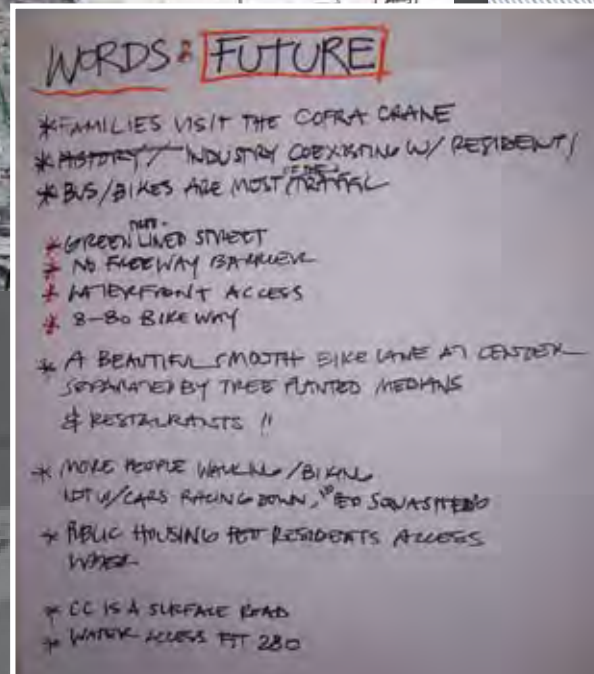 WORDS: FUTURE
* FAMILIES VISIT THE COPRA CRANE
* HISTORY / INDUSTRY COEXISTING W/ RESIDENT/
* BUS/BIKES ARE MOST OF THE TRAFFIC
* GREEN LINED STREET
* NO FREEWAY BARRIER
* WATERFRONT ACCESS
* 8-80 BIKEWAY
* A BEAUTIFUL SMOOTH BIKE LANE AT CENTER
SEPARATED BY TREE PLANTED MEDIANS
& RESTAURANTS !!
* MORE PEOPLE WALKING/BIKING
NOT W/CARS RACING DOWN, SQUASHED
* PUBLIC HOUSING RESIDENTS ACCESS
WATER
* CC IS A SURFACE ROAD
* WATER ACCESS 280